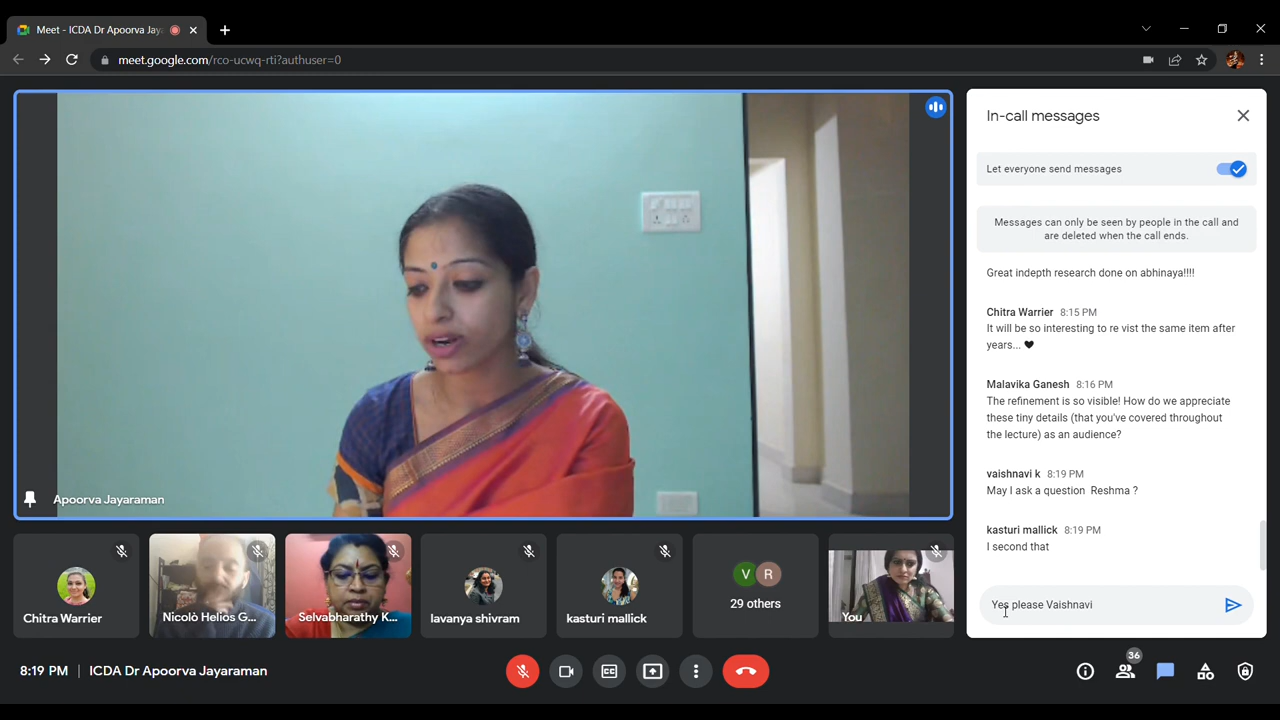 Meet - ICDA Dr Apoorva Jay
meet.google.com/rco-ucwq-rti?authuser=0
Apoorva Jayaraman
In-call messages
Let everyone send messages
Messages can only be seen by people in the call and
are deleted when the call ends.
Great indepth research done on abhinaya!!!!
Chitra Warrier 8:15 PM
It will be so interesting to re vist the same item after
years... 🖤
Malavika Ganesh 8:16 PM
The refinement is so visible! How do we appreciate
these tiny details (that you've covered throughout
the lecture) as an audience?
vaishnavi k 8:19 PM
May I ask a question  Reshma ?
kasturi mallick 8:19 PM
I second that
Yes please Vaishnavi
Chitra Warrier
Nicolò Helios G...
Selvabharathy K...
lavanya shivram
kasturi mallick
V R
29 others
You
8:19 PM | ICDA Dr Apoorva Jayaraman
CC
36